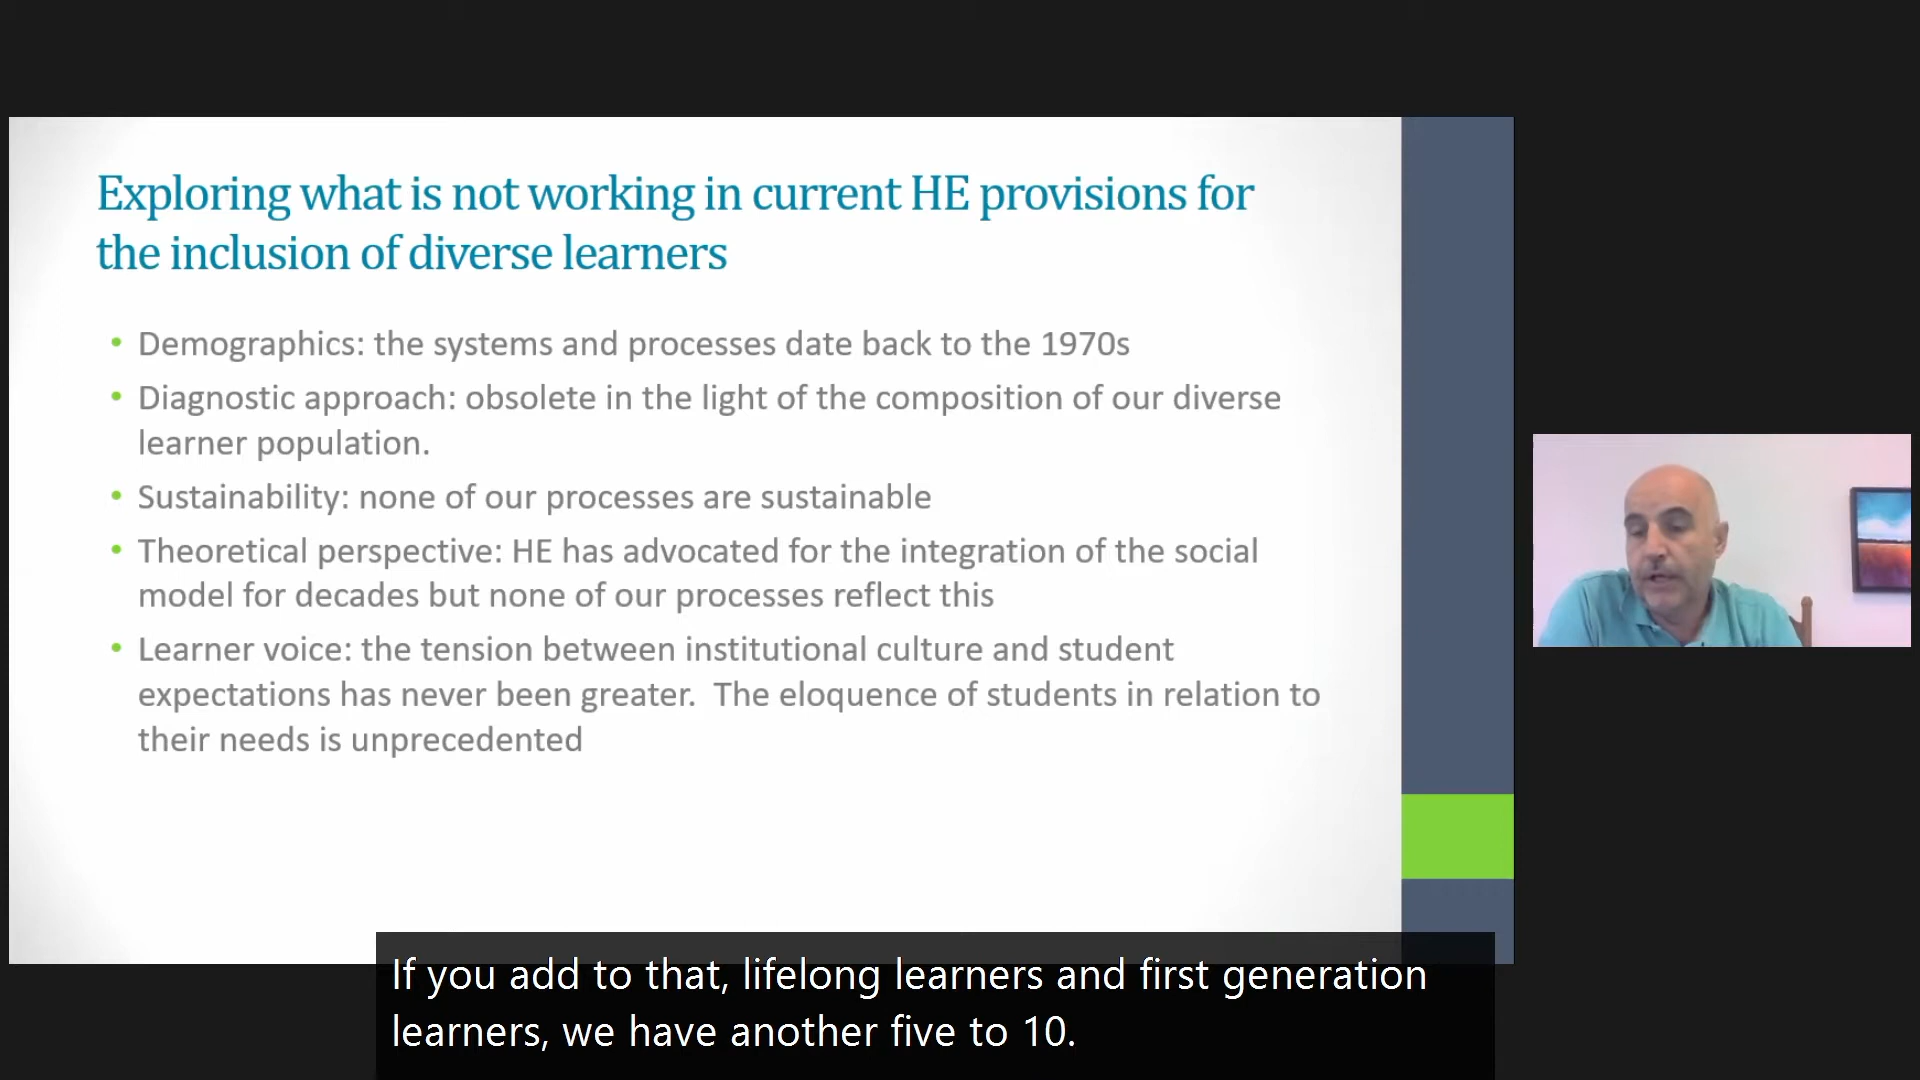 Exploring what is not working in current HE provisions for
the inclusion of diverse learners
• Demographics: the systems and processes date back to the 1970s
• Diagnostic approach: obsolete in the light of the composition of our diverse
learner population.
• Sustainability: none of our processes are sustainable
• Theoretical perspective: HE has advocated for the integration of the social
model for decades but none of our processes reflect this
• Learner voice: the tension between institutional culture and student
expectations has never been greater.  The eloquence of students in relation to
their needs is unprecedented
If you add to that, lifelong learners and first generation
learners, we have another five to 10.